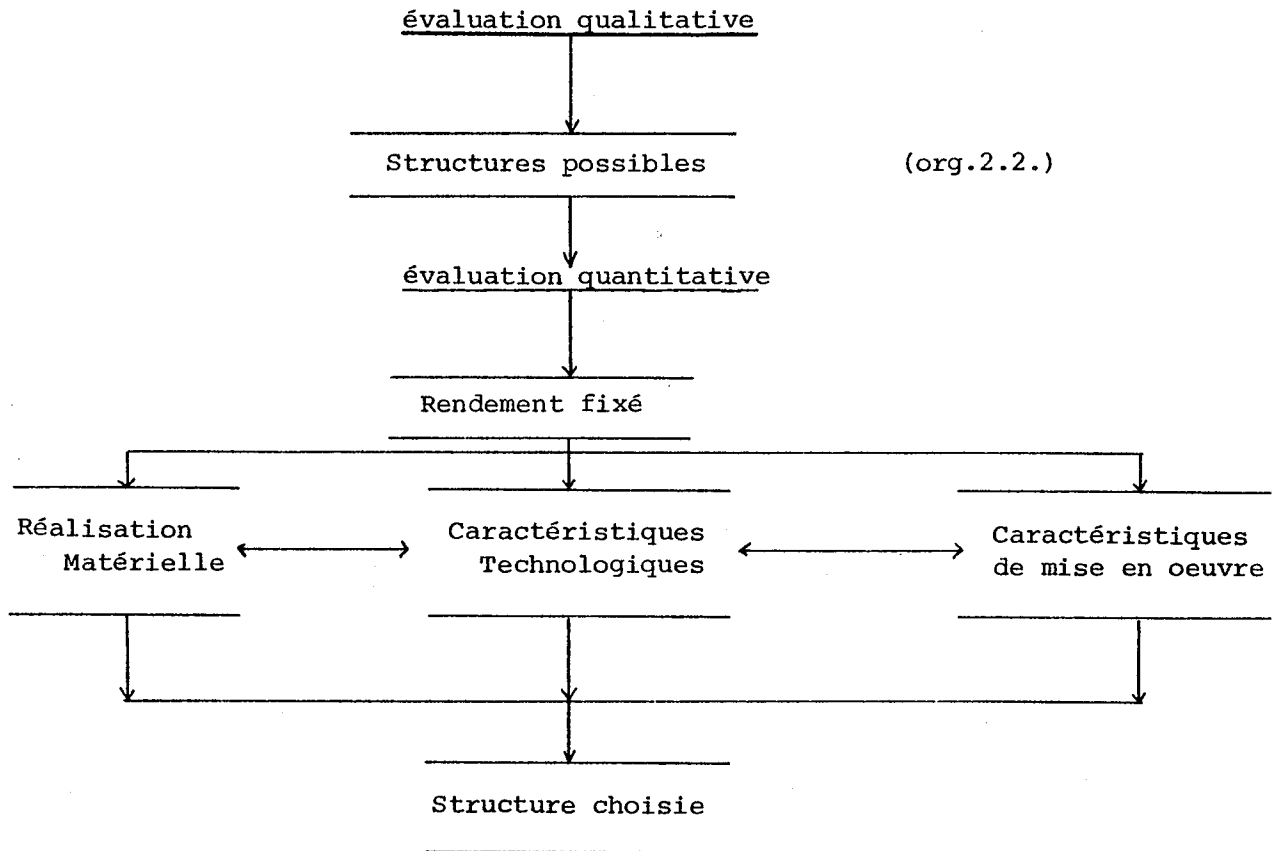 évaluation qualitative
Structures possibles (org.2.2.)
évaluation quantitative
Rendement fixé
Réalisation
Matérielle
Caractéristiques
Technologiques
Caractéristiques
de mise en oeuvre
Structure choisie